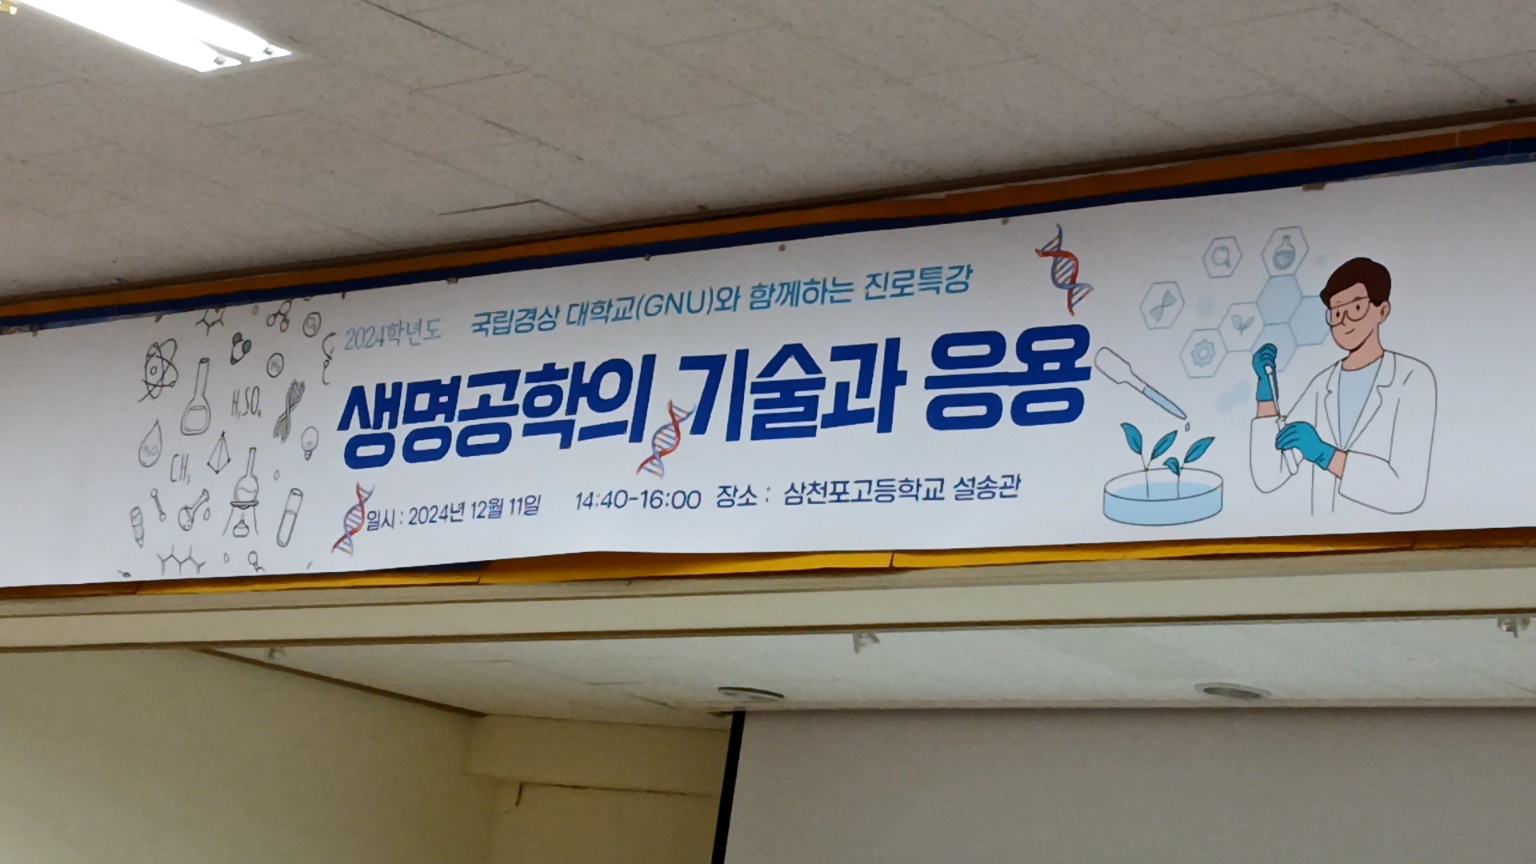 2024학년도 국립경상 대학교(GNU)와 함께하는 진로특강
생명공학의 기술과 응용
일시 : 2024년 12월 11일 14:40-16:00 장소 : 삼천포고등학교 설송관
H₂SO₄
CH₃